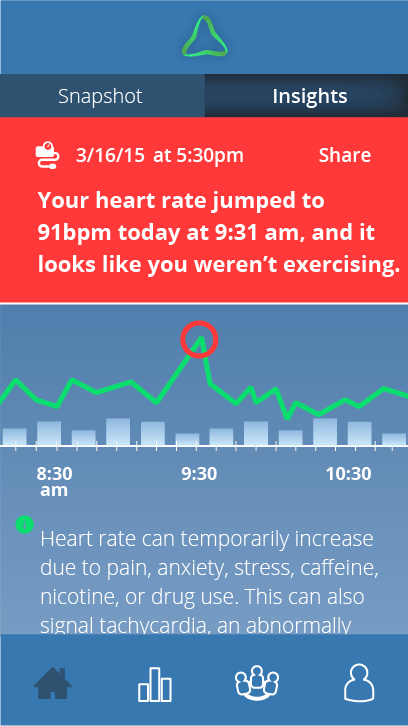 Snapshot Insights
3/16/15 at 5:30pm Share
Your heart rate jumped to
91bpm today at 9:31 am, and it
looks like you weren’t exercising.
8:30 9:30 10:30
am
i
Heart rate can temporarily increase
due to pain, anxiety, stress, caffeine,
nicotine, or drug use. This can also
signal tachycardia, an abnormally